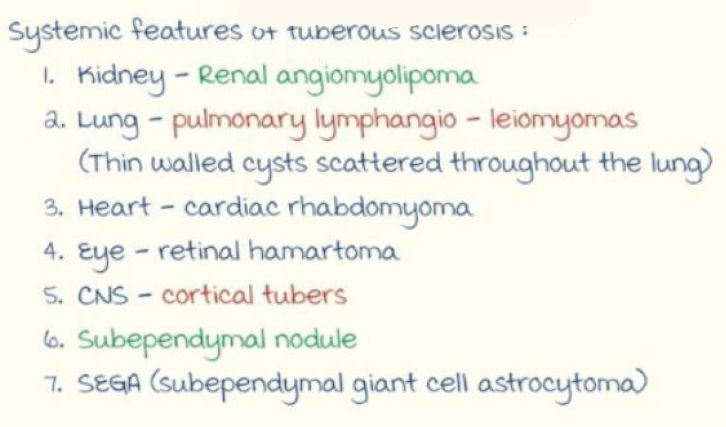 Systemic features of tuberous sclerosis :
1. Kidney - Renal angiomyolipoma
2. Lung - pulmonary lymphangio - leiomyomas
(Thin walled cysts scattered throughout the lung)
3. Heart - cardiac rhabdomyoma
4. Eye - retinal hamartoma
5. CNS - cortical tubers
6. Subependymal nodule
7. SEGA (subependymal giant cell astrocytoma)